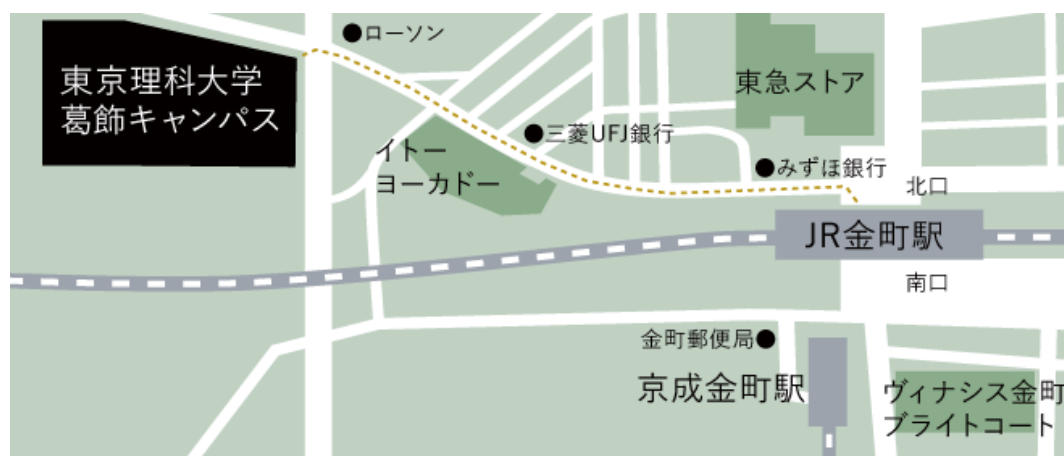 ローソン
東京理科大学
葛飾キャンパス
東急ストア
三菱UFJ銀行
イトー
ヨーカドー
みずほ銀行
北口
JR金町駅
南口
金町郵便局
京成金町駅
ヴィナシス金町
ブライトコート